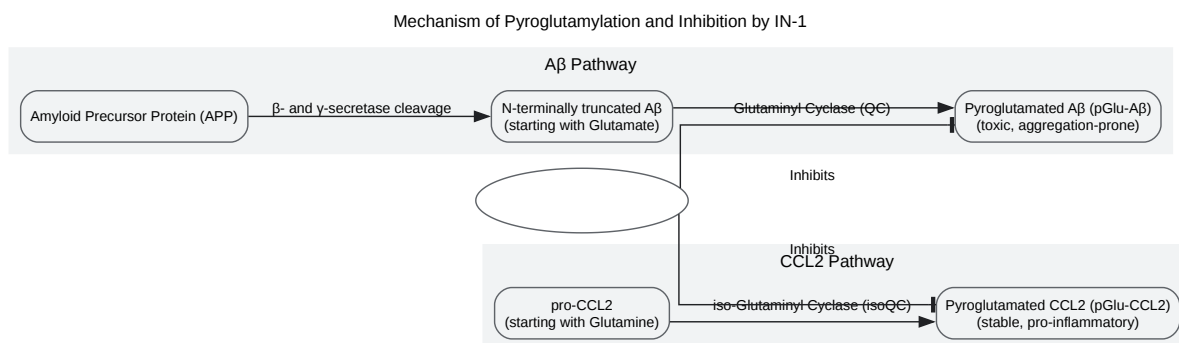 Mechanism of Pyroglutamylation and Inhibition by IN-1
Aβ Pathway
Amyloid Precursor Protein (APP)
β- and γ-secretase cleavage
N-terminally truncated Aβ
(starting with Glutamate)
Glutaminyl Cyclase (QC)
Pyroglutamated Aβ (pGlu-Aβ)
(toxic, aggregation-prone)
Inhibits
Inhibits
CCL2 Pathway
pro-CCL2
(starting with Glutamine)
iso-Glutaminyl Cyclase (isoQC)
Pyroglutamated CCL2 (pGlu-CCL2)
(stable, pro-inflammatory)